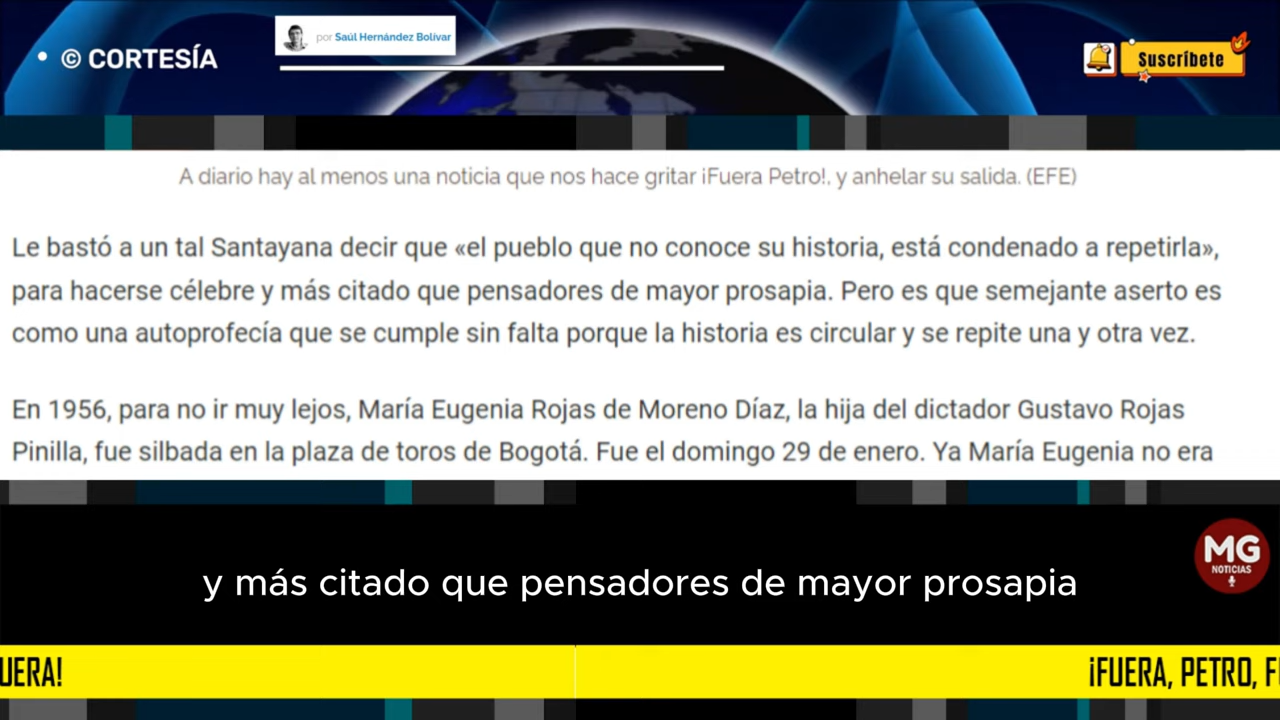 • © CORTESÍA
por Saúl Hernández Bolívar
Suscríbete
A diario hay al menos una noticia que nos hace gritar ¡Fuera Petro!, y anhelar su salida. (EFE)
Le bastó a un tal Santayana decir que «el pueblo que no conoce su historia, está condenado a repetirla»,
para hacerse célebre y más citado que pensadores de mayor prosapia. Pero es que semejante aserto es
como una autoprofecía que se cumple sin falta porque la historia es circular y se repite una y otra vez.
En 1956, para no ir muy lejos, María Eugenia Rojas de Moreno Díaz, la hija del dictador Gustavo Rojas
Pinilla, fue silbada en la plaza de toros de Bogotá. Fue el domingo 29 de enero. Ya María Eugenia no era
MG
NOTICIAS
y más citado que pensadores de mayor prosapia
UERA!
¡FUERA, PETRO, F